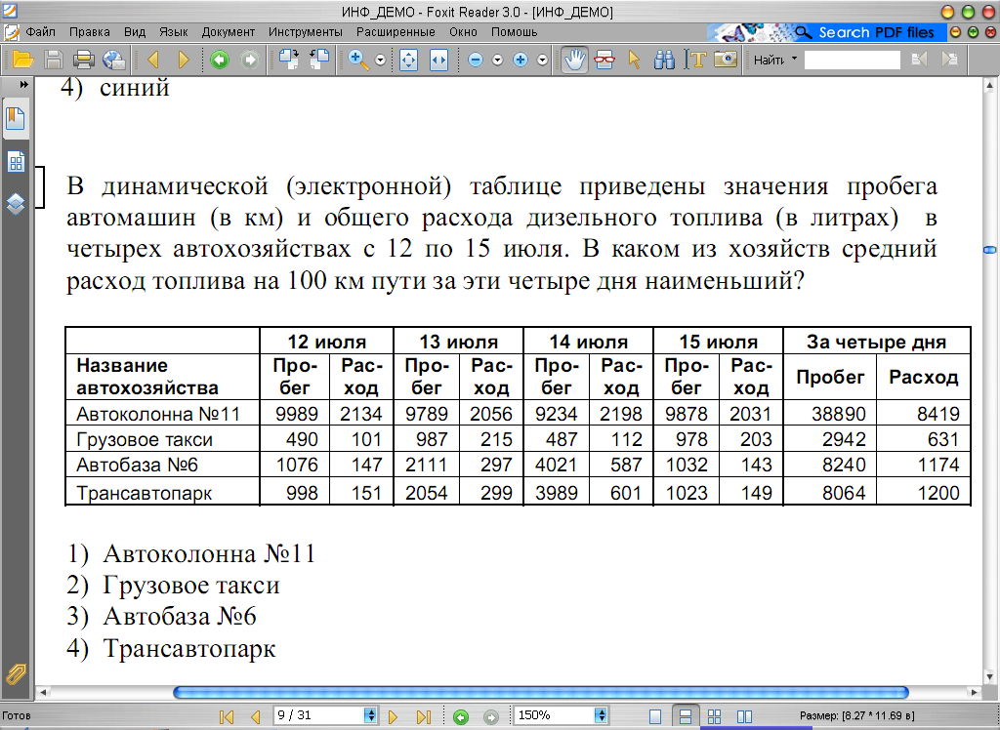 ИНФ_ДЕМО - Foxit Reader 3.0 - [ИНФ_ДЕМО]
Файл Правка Вид Язык Документ Инструменты Расширенные Окно Помощь Search PDF files
Найти
4) синий
В динамической (электронной) таблице приведены значения пробега
автомашин (в км) и общего расхода дизельного топлива (в литрах) в
четырех автохозяйствах с 12 по 15 июля. В каком из хозяйств средний
расход топлива на 100 км пути за эти четыре дня наименьший?
12 июля 13 июля 14 июля 15 июля За четыре дня
Название Про- Рас- Про- Рас- Про- Рас- Про- Рас- Пробег Расход
автохозяйства бег ход бег ход бег ход бег ход
Автоколонна №11 9989 2134 9789 2056 9234 2198 9878 2031 38890 8419
Грузовое такси 490 101 987 215 487 112 978 203 2942 631
Автобаза №6 1076 147 2111 297 4021 587 1032 143 8240 1174
Трансавтопарк 998 151 2054 299 3989 601 1023 149 8064 1200
1) Автоколонна №11
2) Грузовое такси
3) Автобаза №6
4) Трансавтопарк
Готов 9 / 31 150% Размер: [8.27 * 11.69 в]